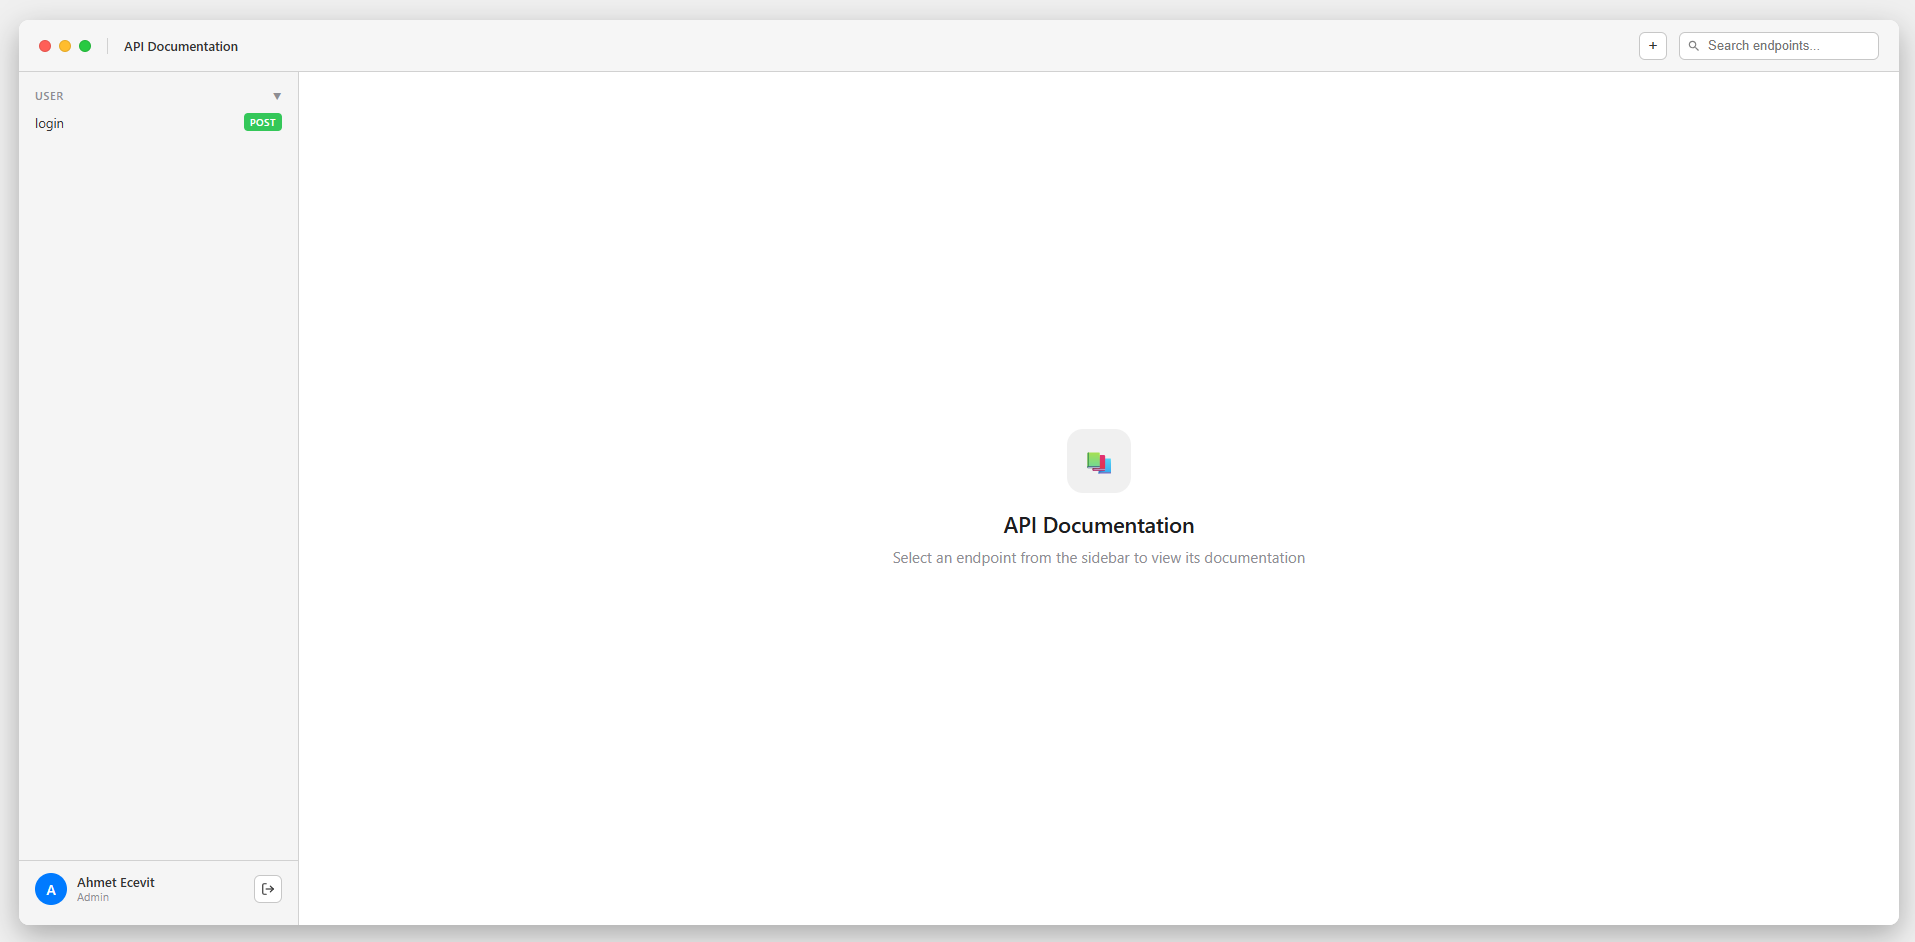 API Documentation
+
Search endpoints...
USER
login
POST
API Documentation
Select an endpoint from the sidebar to view its documentation
A
Ahmet Ecevit
Admin